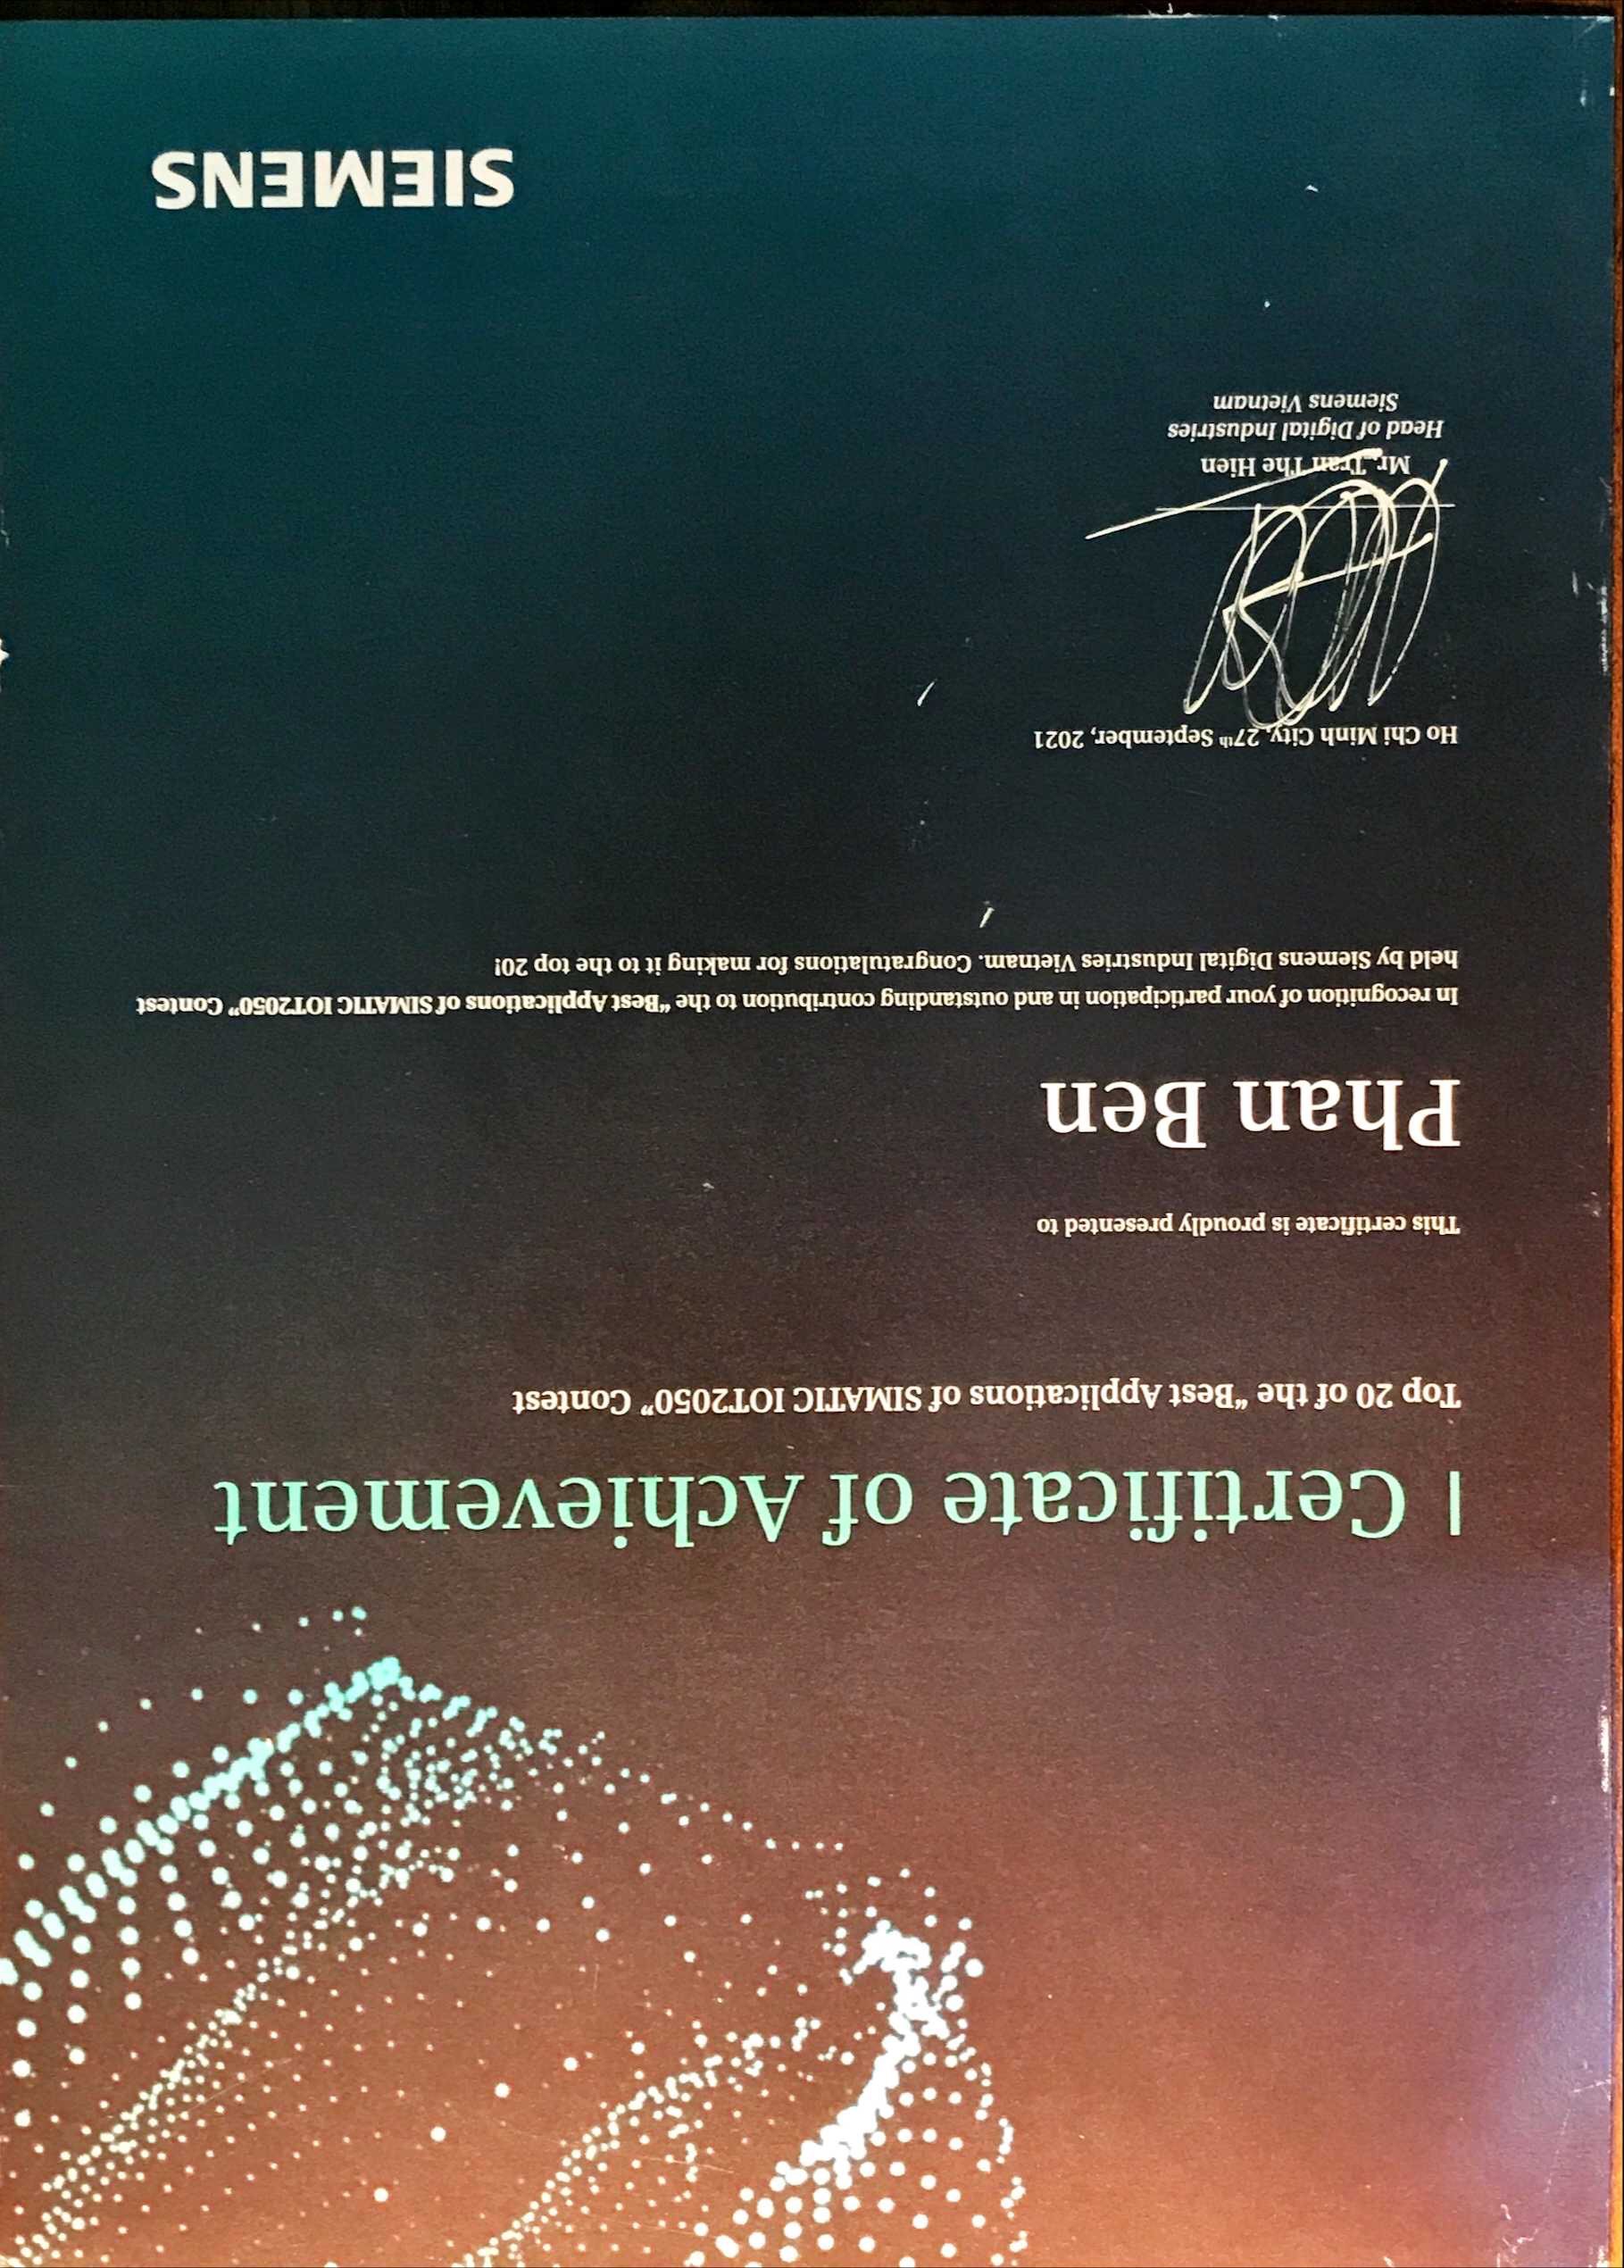 Certificate of Achievement
Top 20 of the “Best Applications of SIMATIC IOT2050” Contest
This certificate is proudly presented to
Phan Ben
In recognition of your participation in and outstanding contribution to the “Best Applications of SIMATIC IOT2050” Contest
held by Siemens Digital Industries Vietnam. Congratulations for making it to the top 20!
Ho Chi Minh City, 27th September, 2021
Mr. Tran The Hien
Head of Digital Industries
Siemens Vietnam
SIEMENS